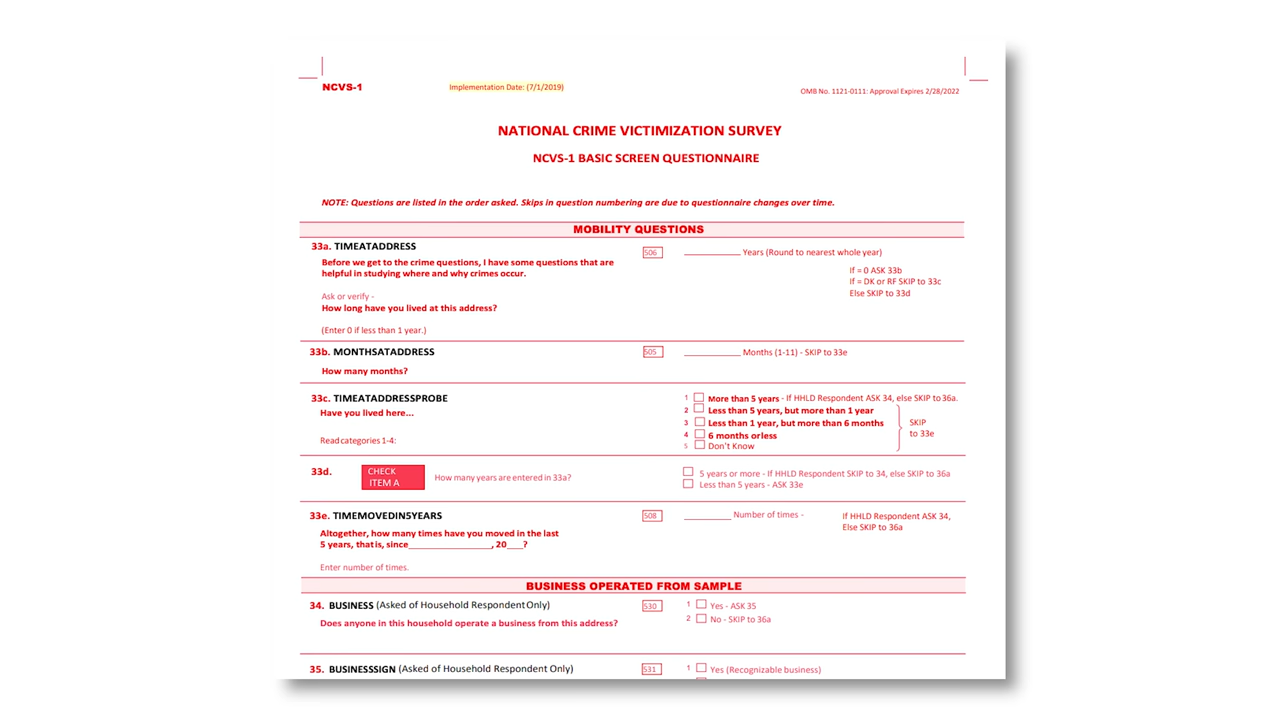 NCVS-1 Implementation Date: (7/1/2019) OMB No. 1121-0111: Approval Expires 2/28/2022
NATIONAL CRIME VICTIMIZATION SURVEY
NCVS-1 BASIC SCREEN QUESTIONNAIRE
NOTE: Questions are listed in the order asked. Skips in question numbering are due to questionnaire changes over time.
MOBILITY QUESTIONS
33a. TIMEATADDRESS
Before we get to the crime questions, I have some questions that are
helpful in studying where and why crimes occur.
Ask or verify -
How long have you lived at this address?
(Enter 0 if less than 1 year.)
506 ____________ Years (Round to nearest whole year)
If = 0 ASK 33b
If = DK or RF SKIP to 33c
Else SKIP to 33d
33b. MONTHSATADDRESS
How many months?
505 ____________ Months (1-11) - SKIP to 33e
33c. TIMEATADDRESSPROBE
Have you lived here...
Read categories 1-4:
1 More than 5 years - If HHLD Respondent ASK 34, else SKIP to 36a.
2 Less than 5 years, but more than 1 year
3 Less than 1 year, but more than 6 months
4 6 months or less
5 Don't Know
SKIP
to 33e
33d. CHECK
ITEM A
How many years are entered in 33a?
5 years or more - If HHLD Respondent SKIP to 34, else SKIP to 36a
Less than 5 years - ASK 33e
33e. TIMEMOVEDIN5YEARS
Altogether, how many times have you moved in the last
5 years, that is, since_________________, 20___?
Enter number of times.
508 __________ Number of times -
If HHLD Respondent ASK 34,
Else SKIP to 36a
BUSINESS OPERATED FROM SAMPLE
34. BUSINESS (Asked of Household Respondent Only)
Does anyone in this household operate a business from this address?
530 1 Yes - ASK 35
2 No - SKIP to 36a
35. BUSINESSSIGN (Asked of Household Respondent Only)
531 1 Yes (Recognizable business)